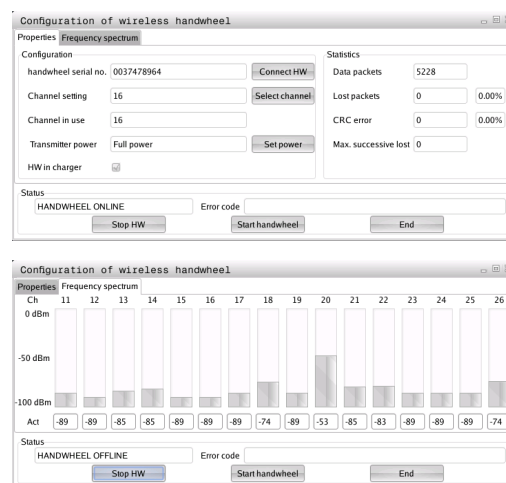 Configuration of wireless handwheel
Properties Frequency spectrum
Configuration Statistics
handwheel serial no. 0037478964 Connect HW Data packets 5228
Channel setting 16 Select channel Lost packets 0 0.00%
Channel in use 16 CRC error 0 0.00%
Transmitter power Full power Set power Max. successive lost 0
HW in charger
Status
HANDWHEEL ONLINE Error code
Stop HW Start handwheel End
Configuration of wireless handwheel
Properties Frequency spectrum
Ch 11 12 13 14 15 16 17 18 19 20 21 22 23 24 25 26
0 dBm
-50 dBm
-100 dBm
Act -89 -89 -85 -85 -89 -89 -89 -74 -89 -53 -85 -83 -89 -89 -89 -74
Status
HANDWHEEL OFFLINE Error code
Stop HW Start handwheel End